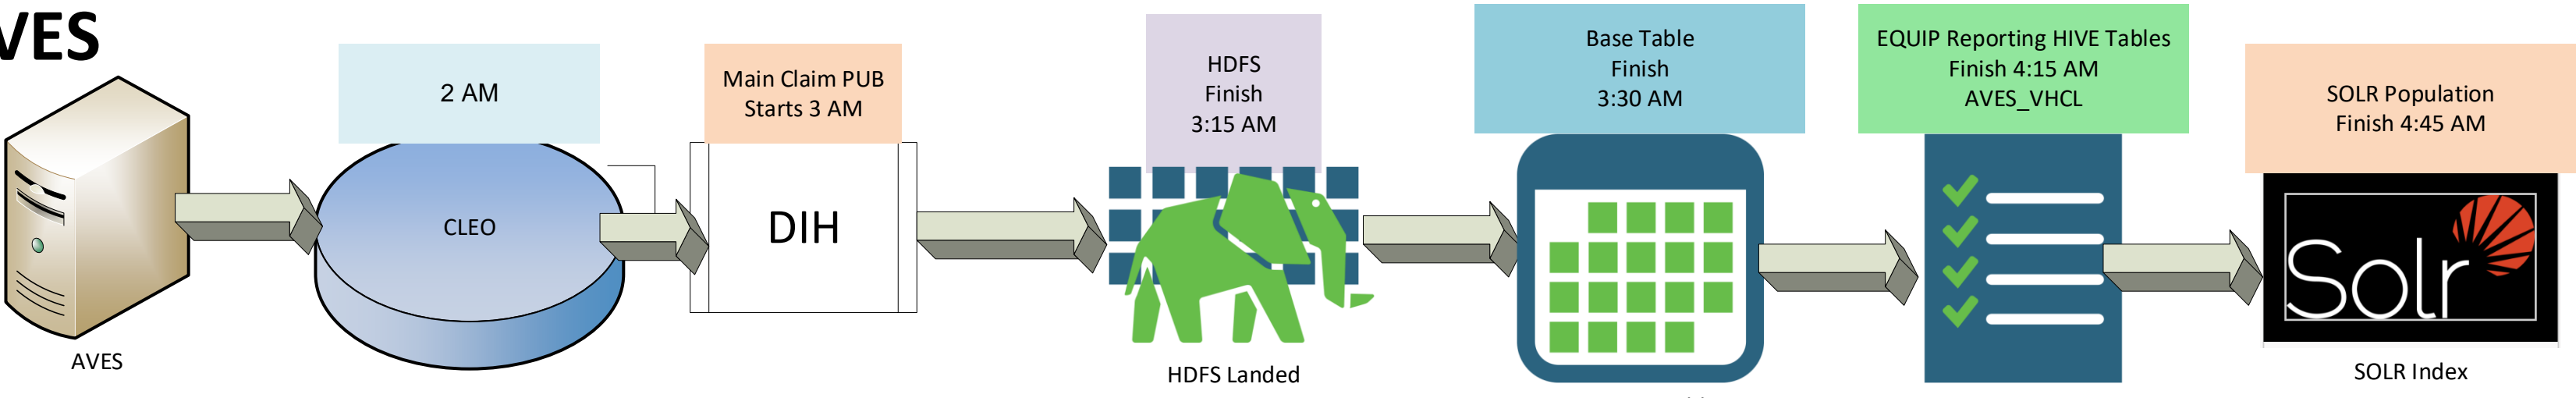 VES
2 AM
Main Claim PUB
Starts 3 AM
HDFS
Finish
3:15 AM
Base Table
Finish
3:30 AM
EQUIP Reporting HIVE Tables
Finish 4:15 AM
AVES_VHCL
SOLR Population
Finish 4:45 AM
CLEO
DIH
Solr
AVES
HDFS Landed
SOLR Index